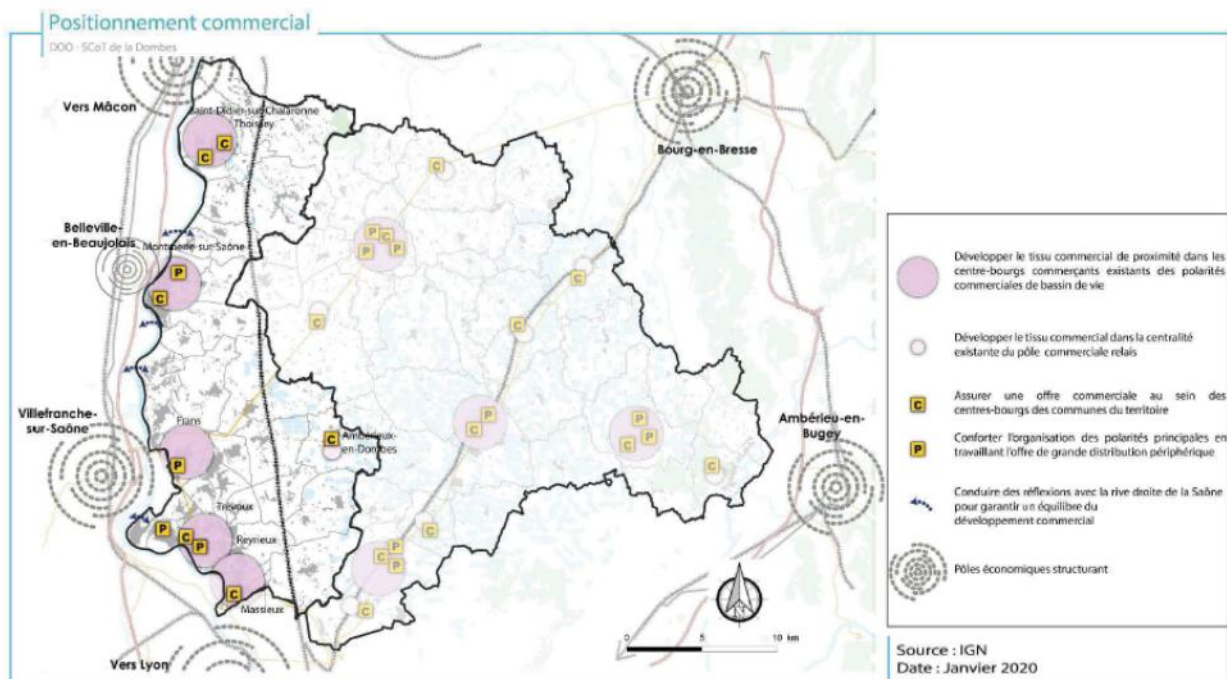 Positionnement commercial
DOO - SCoT de la Dombes
Vers Mâcon
Saint-Didier-sur-Chalaronne
Thoissey
C
C
Bourg-en-Bresse
C
Belleville-
en-Beaujolais
Montmerle-sur-Saône
P
C
P
C
P
P
C
C
C
Villefranche-
sur-Saône
Frans
P
C
Ambérieux-
en-Dombes
P
C
P
P
C
C
Ambérieu-en-
Bugey
Trévoux
P
C
P
Reyrieux
C
Massieux
C
P
C
P
C
Vers Lyon
0 5 10 km
Développer le tissu commercial de proximité dans les
centre-bourgs commerçants existants des polarités
commerciales de bassin de vie
Développer le tissu commercial dans la centralité
existante du pôle commerciale relais
C
Assurer une offre commerciale au sein des
centres-bourgs des communes du territoire
P
Conforter l'organisation des polarités principales en
travaillant l'offre de grande distribution périphérique
Conduire des réflexions avec la rive droite de la Saône
pour garantir un équilibre du
développement commercial
Pôles économiques structurant
Source : IGN
Date : Janvier 2020